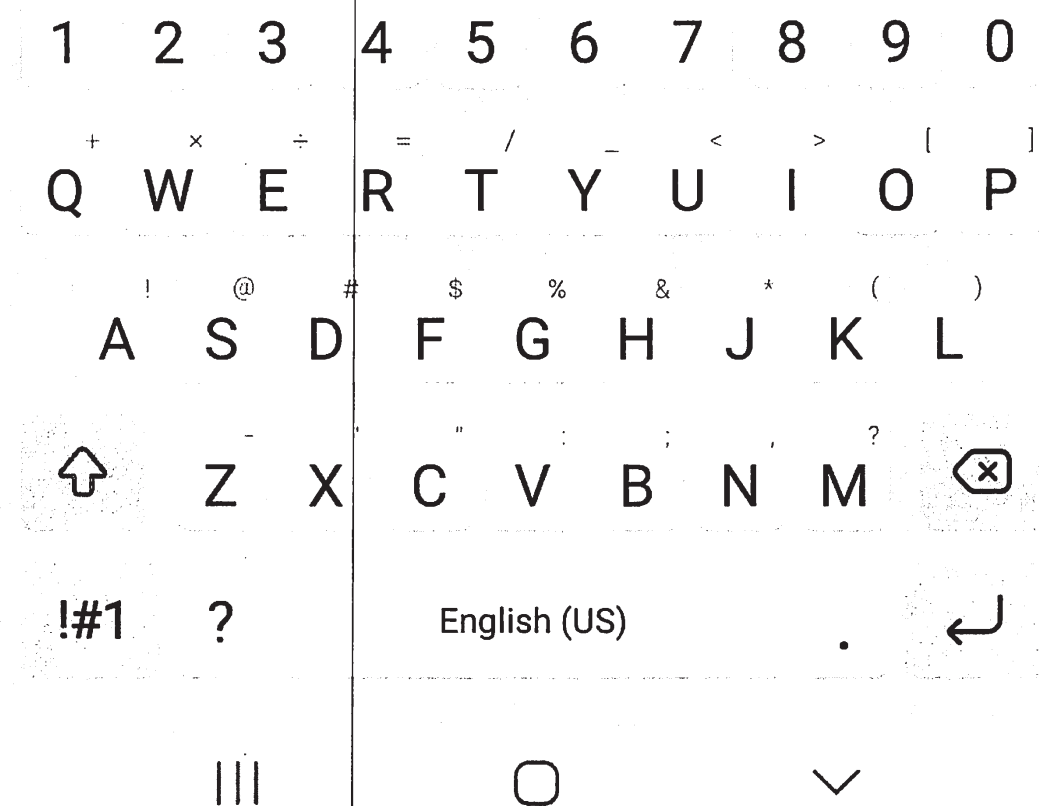 1 2 3 4 5 6 7 8 9 0
+ × ÷ = / _ < > [ ]
Q W E R T Y U I O P
! @ # $ % & * ( )
A S D F G H J K L
- ' " : ; , ?
Z X C V B N M
!#1 ? English (US) .